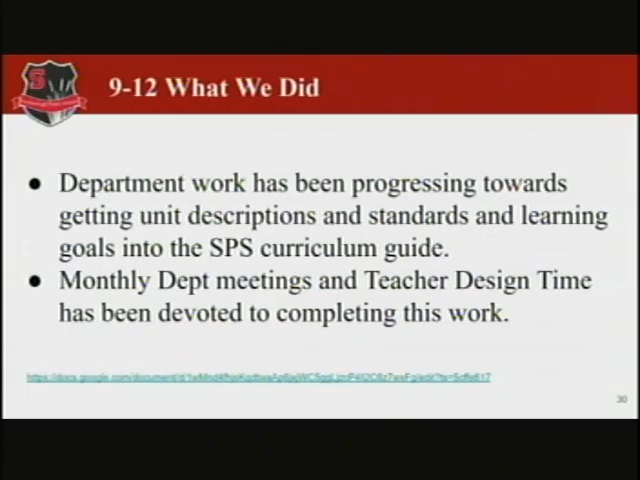 S
9-12 What We Did
● Department work has been progressing towards
getting unit descriptions and standards and learning
goals into the SPS curriculum guide.
● Monthly Dept meetings and Teacher Design Time
has been devoted to completing this work.
30